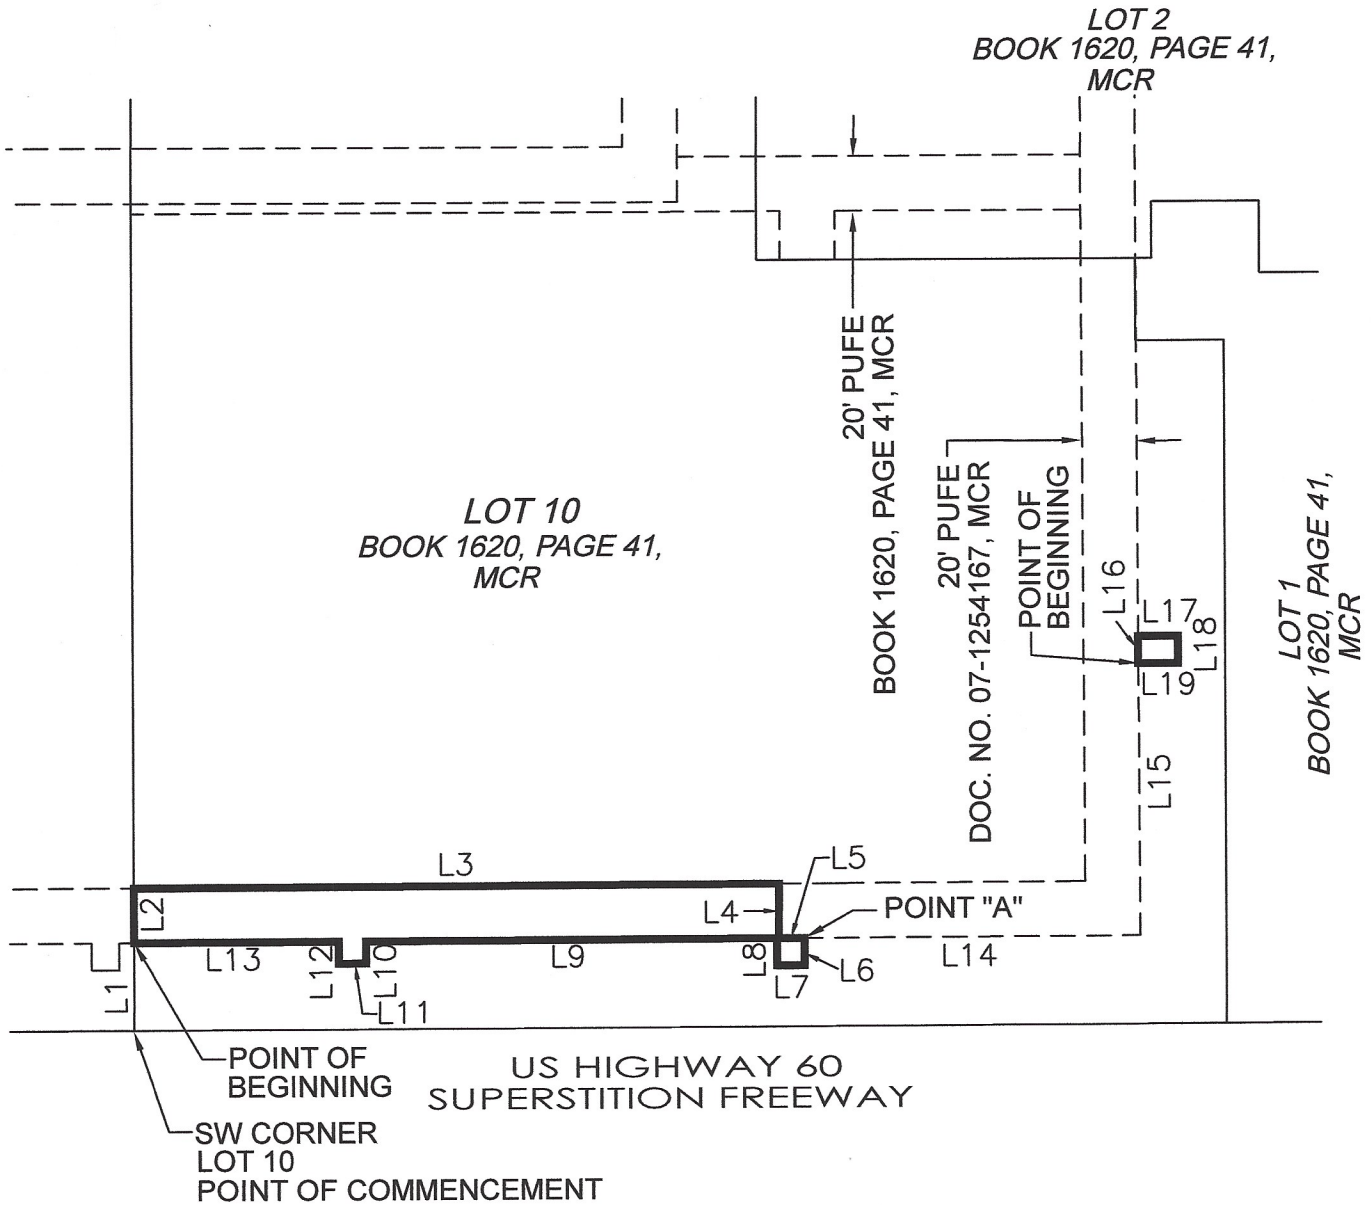 LOT 2
BOOK 1620, PAGE 41,
MCR
20' PUFE
BOOK 1620, PAGE 41, MCR
20' PUFE
DOC. NO. 07-1254167, MCR
POINT OF
BEGINNING
LOT 10
BOOK 1620, PAGE 41,
MCR
L16
L17
L18
L19
LOT 1
BOOK 1620, PAGE 41,
MCR
L15
L3
L5
L2
L4
POINT "A"
L13
L12
L10
L9
L8
L6
L14
L7
L1
L11
POINT OF
BEGINNING
US HIGHWAY 60
SUPERSTITION FREEWAY
SW CORNER
LOT 10
POINT OF COMMENCEMENT